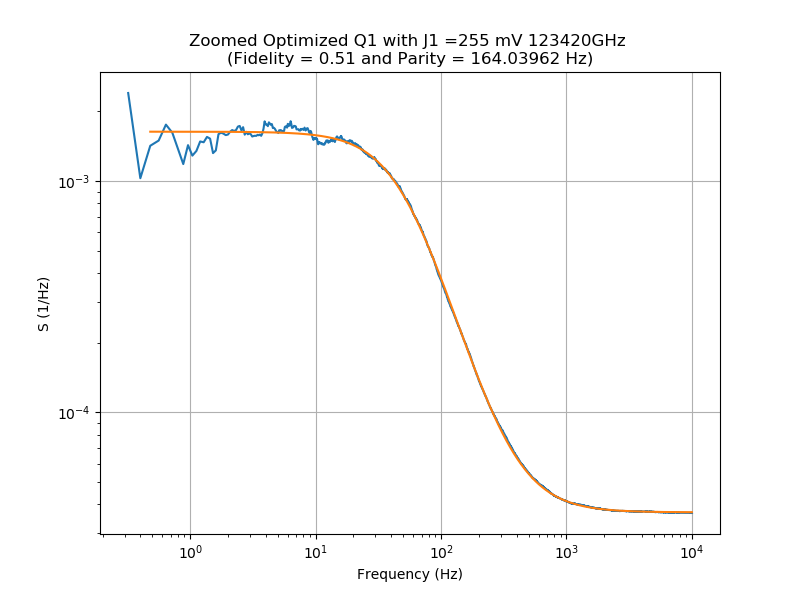 Zoomed Optimized Q1 with J1 =255 mV 123420GHz
(Fidelity = 0.51 and Parity = 164.03962 Hz)
S (1/Hz)
10⁻³
10⁻⁴
10⁰ 10¹ 10² 10³ 10⁴
Frequency (Hz)